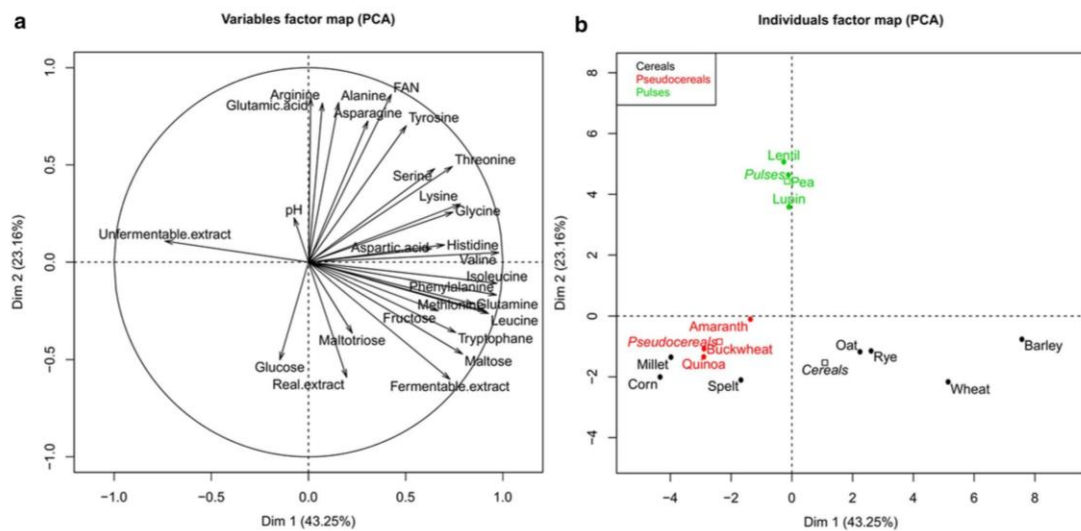 a
Variables factor map (PCA)
Dim 2 (23.16%)
1.0
0.5
0.0
−0.5
−1.0
Arginine
Alanine
FAN
Glutamic.acid
Asparagine
Tyrosine
Threonine
Serine
Lysine
Glycine
pH
Unfermentable.extract
Aspartic.acid
Histidine
Valine
Isoleucine
Phenylalanine
Methionine
Glutamine
Fructose
Leucine
Maltotriose
Tryptophane
Glucose
Maltose
Real.extract
Fermentable.extract
−1.0 −0.5 0.0 0.5 1.0
Dim 1 (43.25%)
b
Individuals factor map (PCA)
Cereals
Pseudocereals
Pulses
Dim 2 (23.16%)
8
6
4
2
0
−2
−4
Lentil
Pulses
Pea
Lupin
Amaranth
Pseudocereals
Buckwheat
Oat
Rye
Barley
Millet
Quinoa
Cereals
Corn
Spelt
Wheat
−4 −2 0 2 4 6 8
Dim 1 (43.25%)